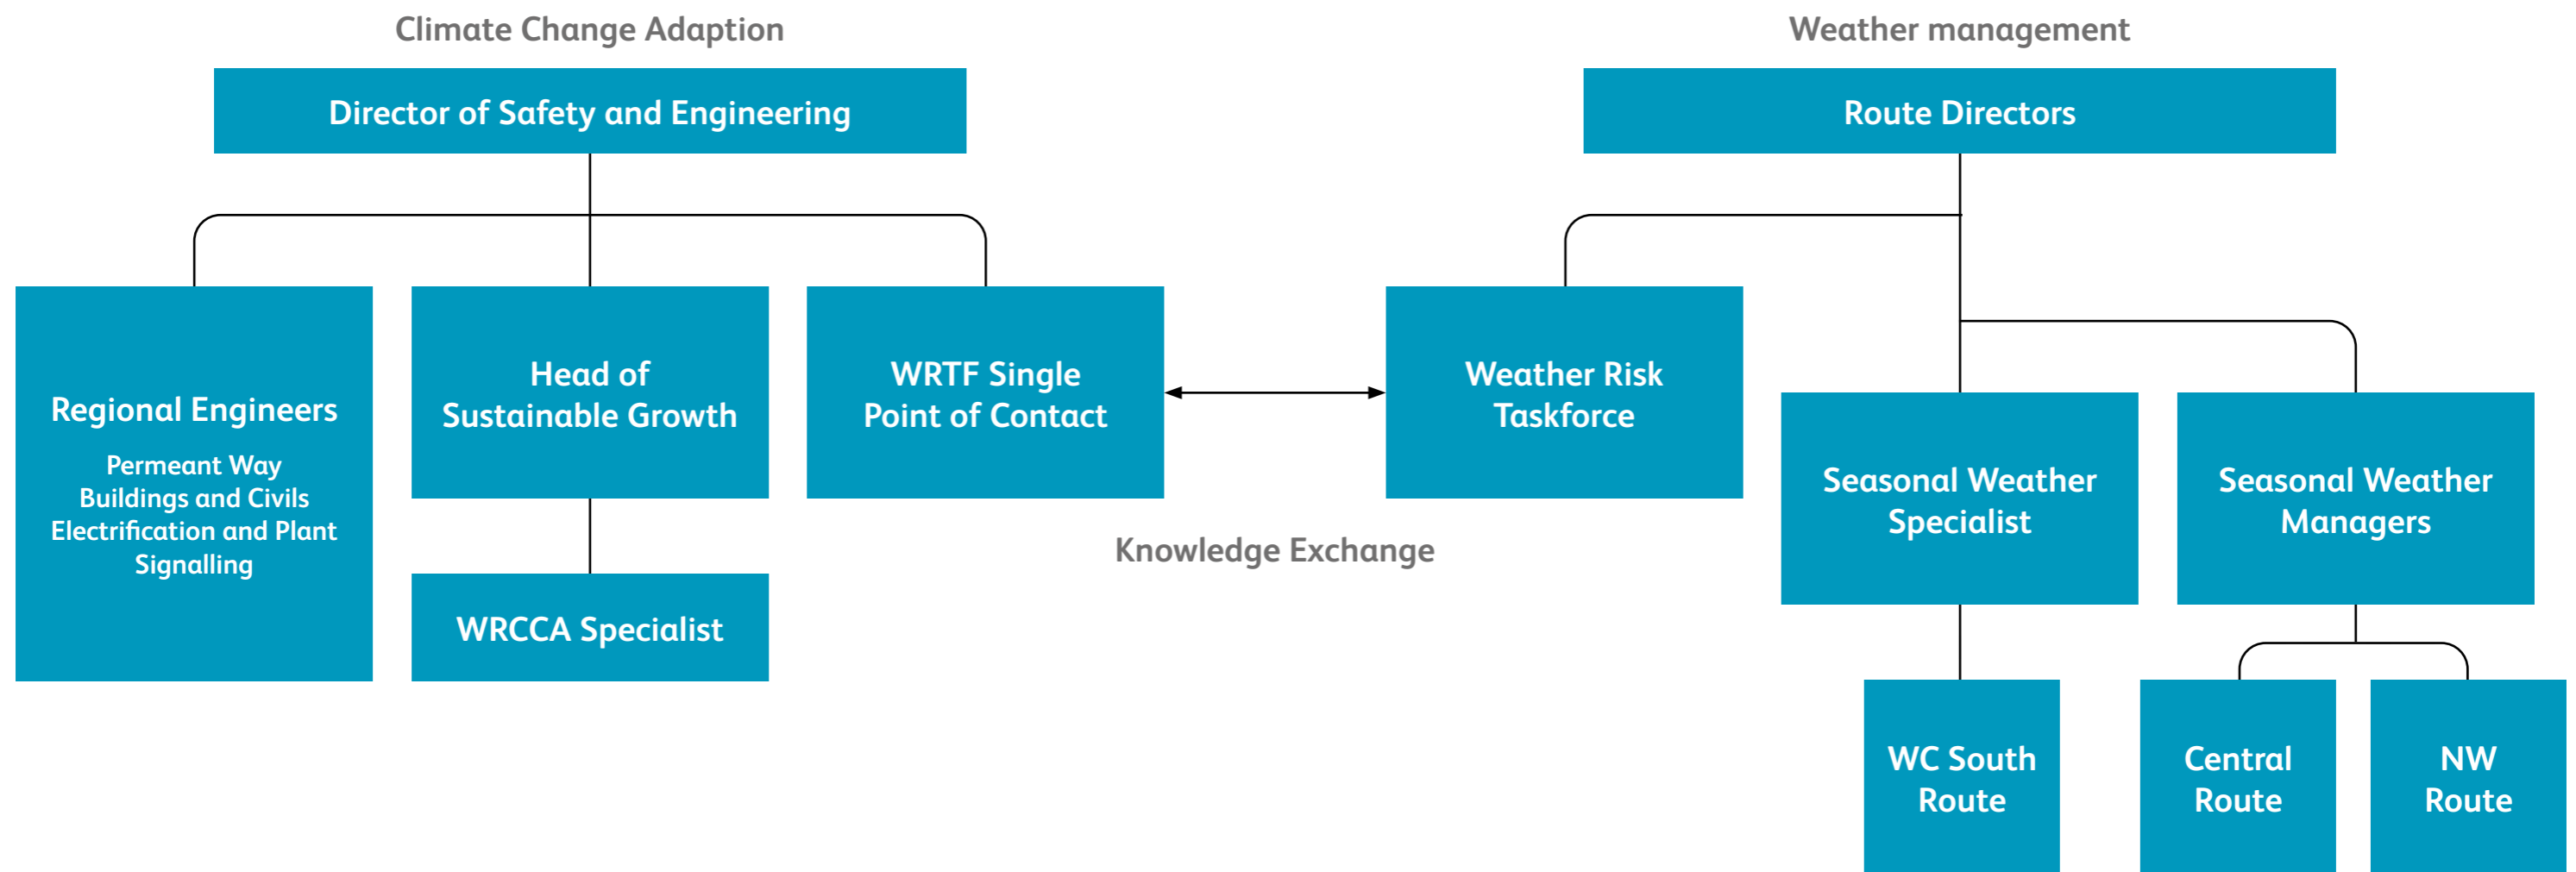 Climate Change Adaption
Weather management
Director of Safety and Engineering
Route Directors
Regional Engineers
Permeant Way
Buildings and Civils
Electrification and Plant
Signalling
Head of
Sustainable Growth
WRTF Single
Point of Contact
Weather Risk
Taskforce
Seasonal Weather
Specialist
Seasonal Weather
Managers
Knowledge Exchange
WRCCA Specialist
WC South
Route
Central
Route
NW
Route